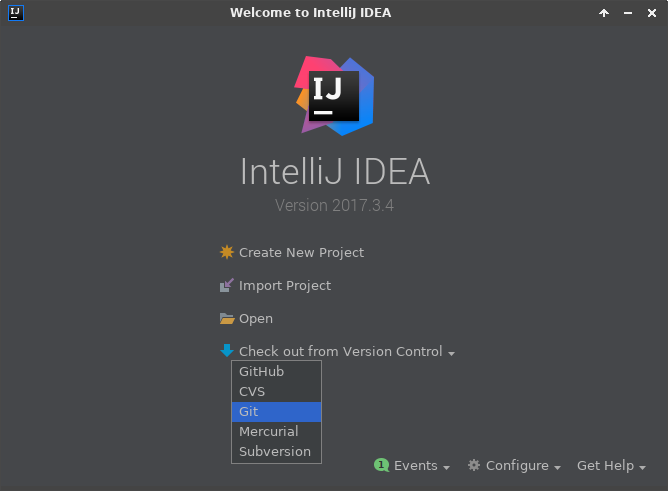 IJ
Welcome to IntelliJ IDEA
IJ
IntelliJ IDEA
Version 2017.3.4
Create New Project
Import Project
Open
Check out from Version Control
GitHub
CVS
Git
Mercurial
Subversion
1 Events Configure Get Help